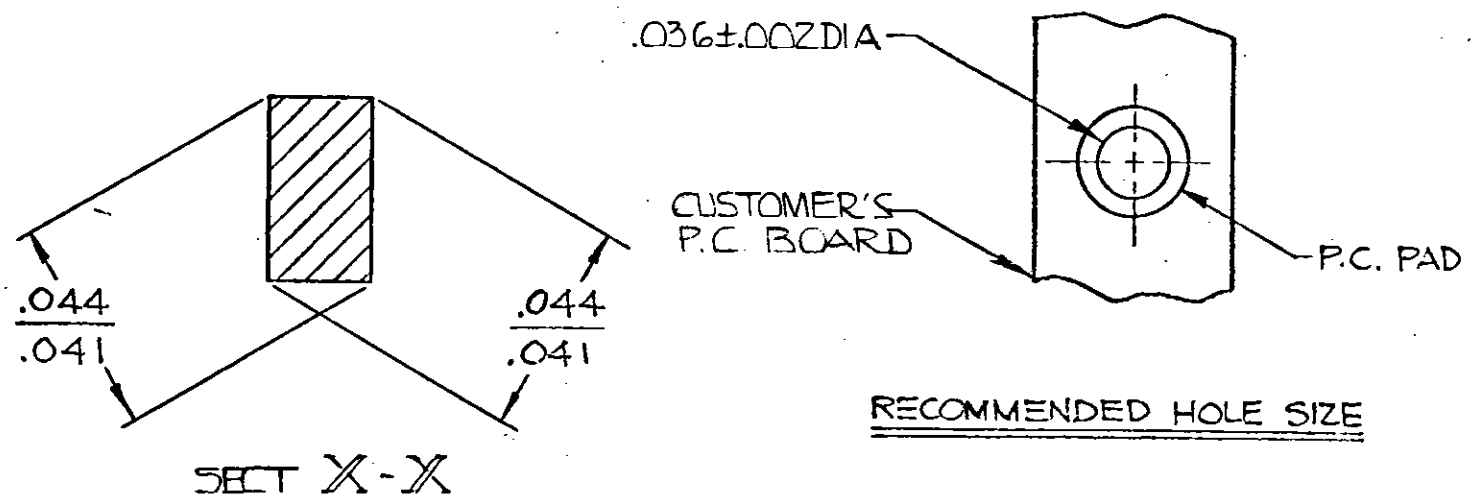 .036±.002DIA
CUSTOMER'S
P.C. BOARD
P.C. PAD
.044
.041
.044
.041
RECOMMENDED HOLE SIZE
SECT X-X